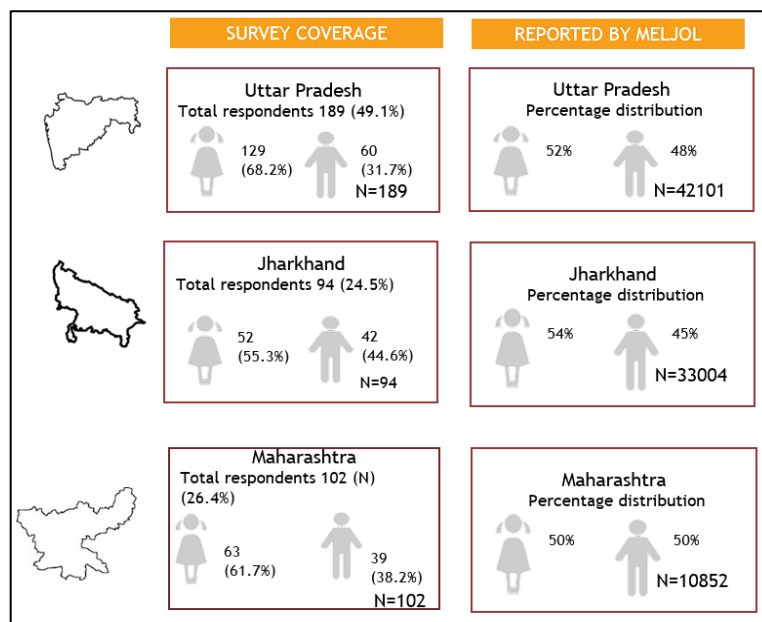 SURVEY COVERAGE
REPORTED BY MELJOL
Uttar Pradesh
Total respondents 189 (49.1%)
129
(68.2%)
60
(31.7%)
N=189
Uttar Pradesh
Percentage distribution
52%
48%
N=42101
Jharkhand
Total respondents 94 (24.5%)
52
(55.3%)
42
(44.6%)
N=94
Jharkhand
Percentage distribution
54%
45%
N=33004
Maharashtra
Total respondents 102 (N)
(26.4%)
63
(61.7%)
39
(38.2%)
N=102
Maharashtra
Percentage distribution
50%
50%
N=10852